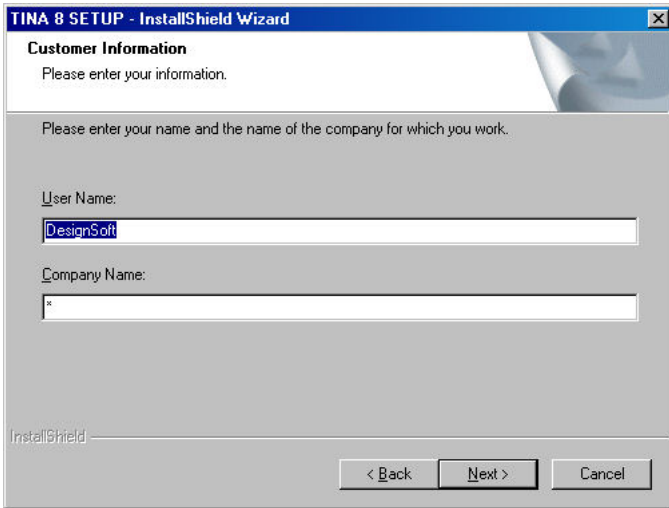 TINA 8 SETUP - InstallShield Wizard
Customer Information
Please enter your information.
Please enter your name and the name of the company for which you work.
User Name:
DesignSoft
Company Name:
*
InstallShield
< Back
Next >
Cancel